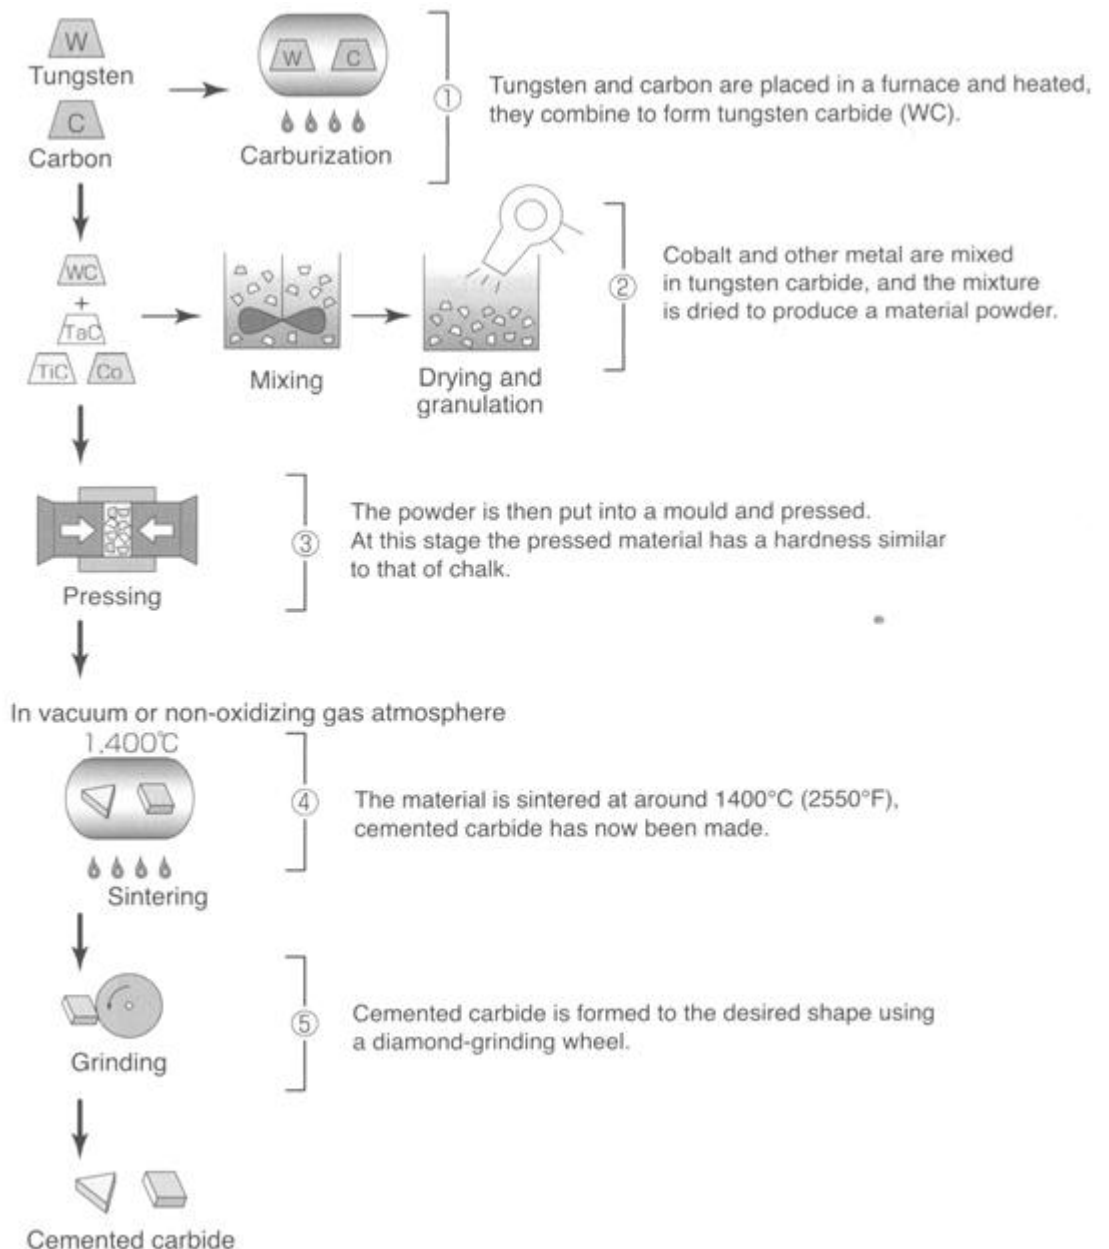 W
Tungsten
C
Carbon
W C
Carburization
①
Tungsten and carbon are placed in a furnace and heated,
they combine to form tungsten carbide (WC).
WC
+
TaC
TiC Co
Mixing
Drying and
granulation
②
Cobalt and other metal are mixed
in tungsten carbide, and the mixture
is dried to produce a material powder.
Pressing
③
The powder is then put into a mould and pressed.
At this stage the pressed material has a hardness similar
to that of chalk.
In vacuum or non-oxidizing gas atmosphere
1,400℃
Sintering
④
The material is sintered at around 1400°C (2550°F),
cemented carbide has now been made.
Grinding
⑤
Cemented carbide is formed to the desired shape using
a diamond-grinding wheel.
Cemented carbide